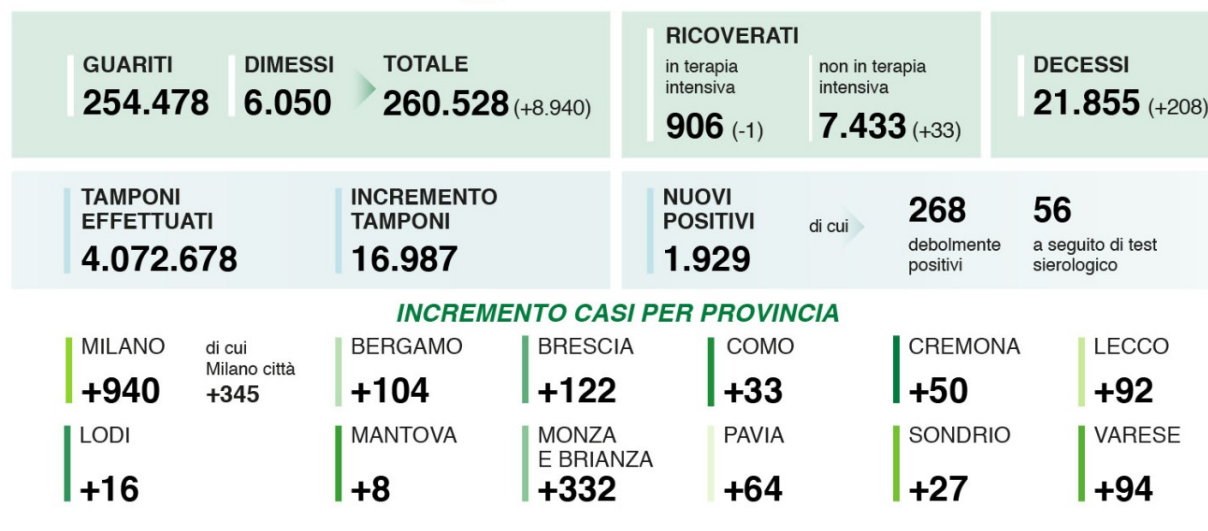 GUARITI
254.478
DIMESSI
6.050
TOTALE
260.528 (+8.940)
RICOVERATI
in terapia
intensiva
906 (-1)
non in terapia
intensiva
7.433 (+33)
DECESSI
21.855 (+208)
TAMPONI
EFFETTUATI
4.072.678
INCREMENTO
TAMPONI
16.987
NUOVI
POSITIVI
1.929
di cui
268
debolmente
positivi
56
a seguito di test
sierologico
INCREMENTO CASI PER PROVINCIA
MILANO
+940
di cui
Milano città
+345
BERGAMO
+104
BRESCIA
+122
COMO
+33
CREMONA
+50
LECCO
+92
LODI
+16
MANTOVA
+8
MONZA
E BRIANZA
+332
PAVIA
+64
SONDRIO
+27
VARESE
+94